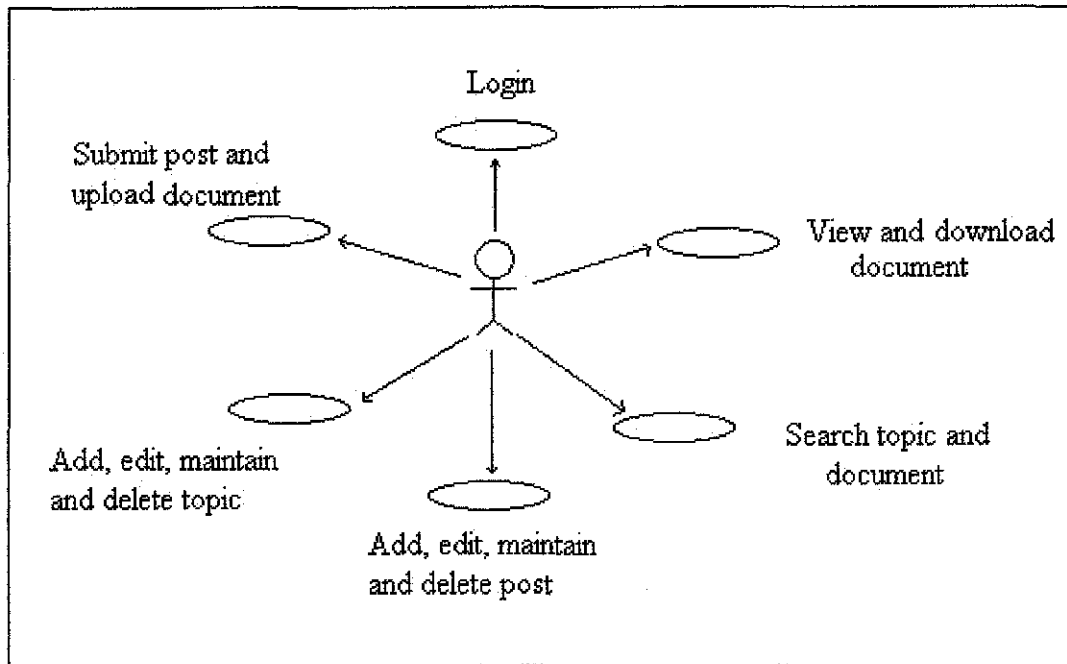 Login
Submit post and
upload document
View and download
document
Add, edit, maintain
and delete topic
Search topic and
document
Add, edit, maintain
and delete post